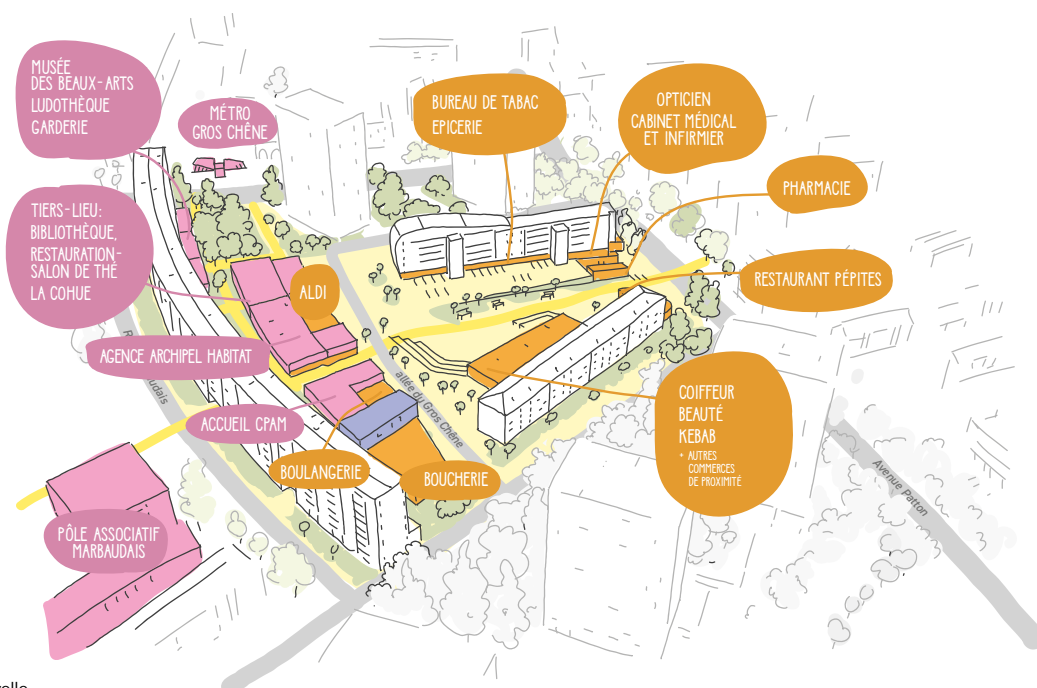 MUSÉE
DES BEAUX-ARTS
LUDOTHÈQUE
GARDERIE
MÉTRO
GROS CHÊNE
BUREAU DE TABAC
EPICERIE
OPTICIEN
CABINET MÉDICAL
ET INFIRMIER
PHARMACIE
TIERS-LIEU:
BIBLIOTHÈQUE,
RESTAURATION-
SALON DE THÉ
LA COHUE
ALDI
RESTAURANT PÉPITES
AGENCE ARCHIPEL HABITAT
allée du Gros Chêne
COIFFEUR
BEAUTÉ
KEBAB
* AUTRES
COMMERCES
DE PROXIMITÉ
ACCUEIL CPAM
BOULANGERIE
BOUCHERIE
Avenue Patton
PÔLE ASSOCIATIF
MARBAUDAIS